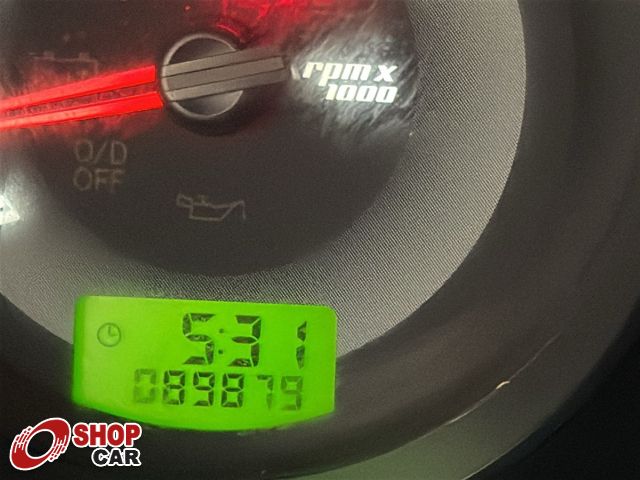 rpm x
1000
O/D
OFF
5:31
089879
SHOP
CAR